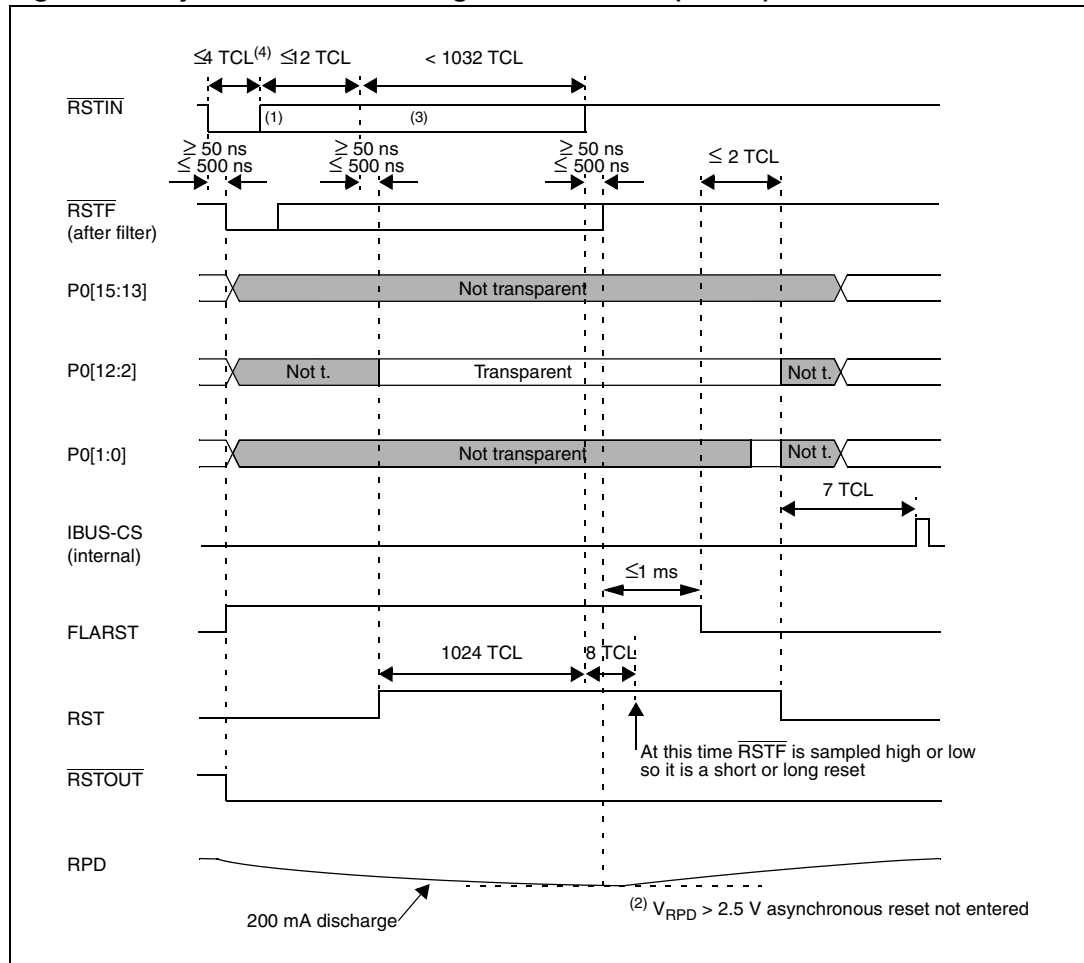 ≤4 TCL(4) ≤12 TCL < 1032 TCL
RSTIN
(1) (3)
≥ 50 ns ≥ 50 ns ≥ 50 ns
≤ 500 ns ≤ 500 ns ≤ 500 ns
≤ 2 TCL
RSTF
(after filter)
P0[15:13] Not transparent
P0[12:2] Not t. Transparent Not t.
P0[1:0] Not transparent Not t.
7 TCL
IBUS-CS
(internal)
≤1 ms
FLARST
1024 TCL 8 TCL
RST
At this time RSTF is sampled high or low
so it is a short or long reset
RSTOUT
RPD
200 mA discharge
(2) VRPD > 2.5 V asynchronous reset not entered